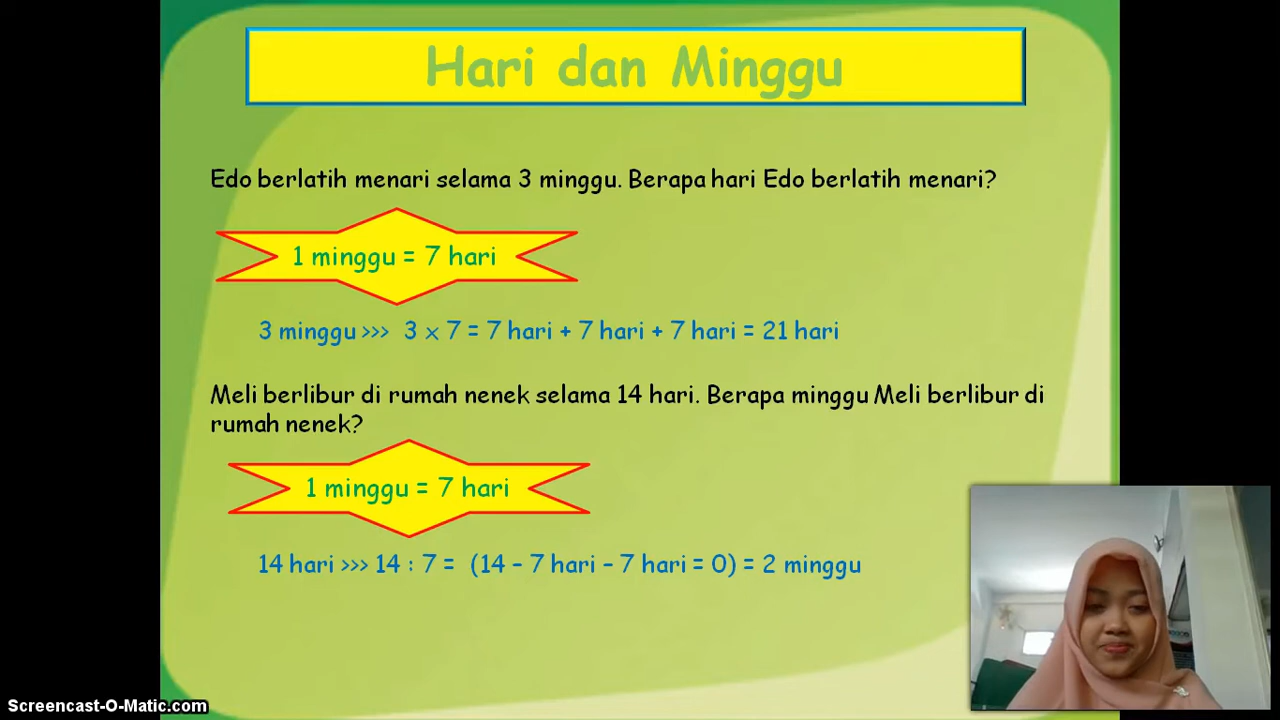 Hari dan Minggu
Edo berlatih menari selama 3 minggu. Berapa hari Edo berlatih menari?
1 minggu = 7 hari
3 minggu >>> 3 x 7 = 7 hari + 7 hari + 7 hari = 21 hari
Meli berlibur di rumah nenek selama 14 hari. Berapa minggu Meli berlibur di
rumah nenek?
1 minggu = 7 hari
14 hari >>> 14 : 7 = (14 – 7 hari – 7 hari = 0) = 2 minggu
Screencast-O-Matic.com